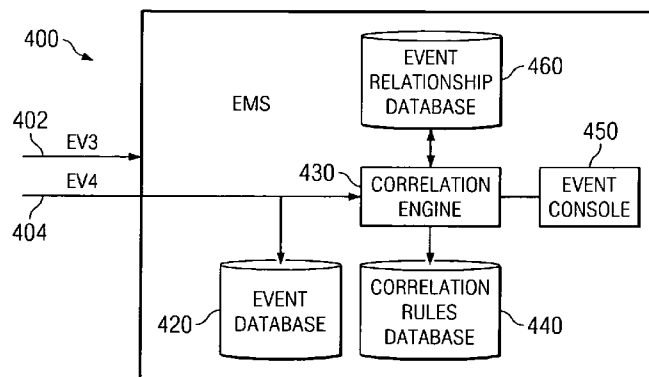 400
402
EV3
EV4
404
EMS
EVENT
RELATIONSHIP
DATABASE
460
430
CORRELATION
ENGINE
450
EVENT
CONSOLE
420
EVENT
DATABASE
CORRELATION
RULES
DATABASE
440